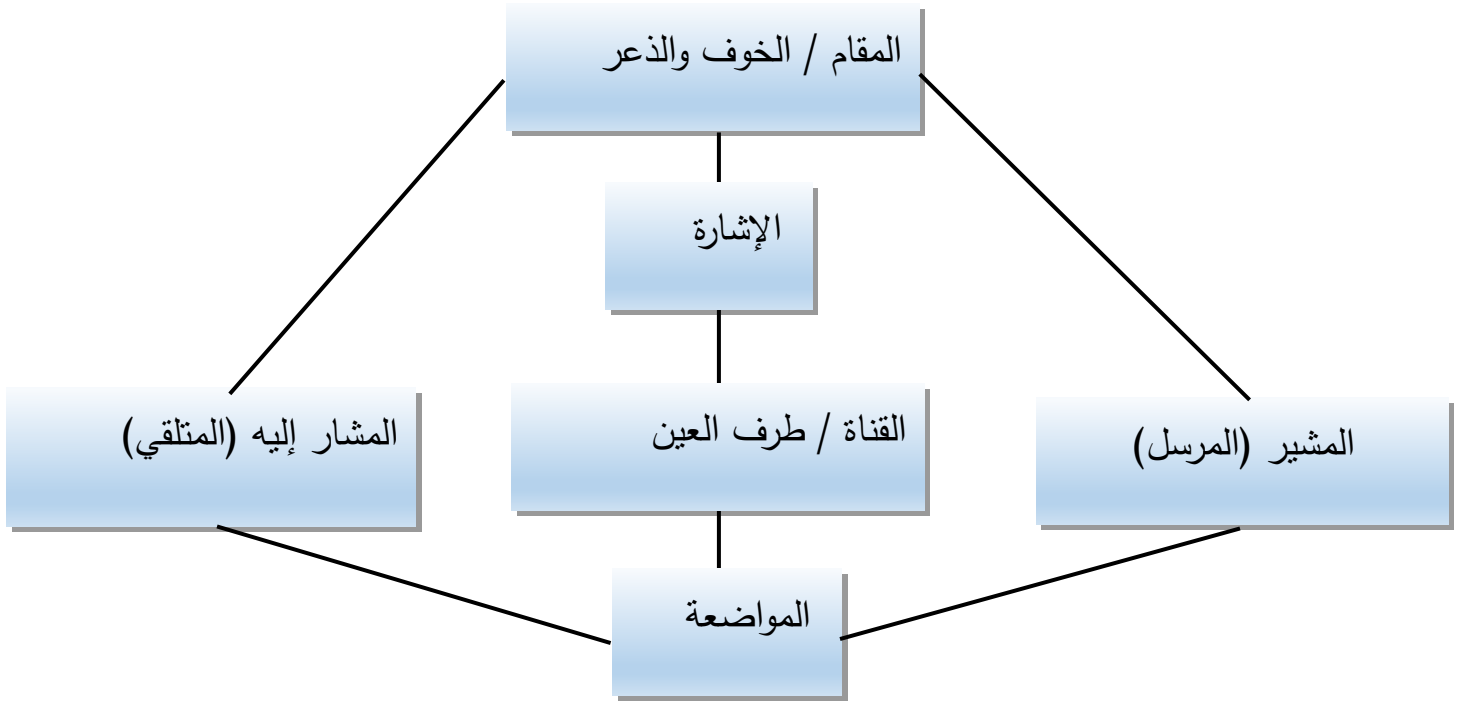 المقام / الخوف والذعر
الإشارة
المشير (المرسل)
القناة / طرف العين
المشار إليه (المتلقي)
المواضعة